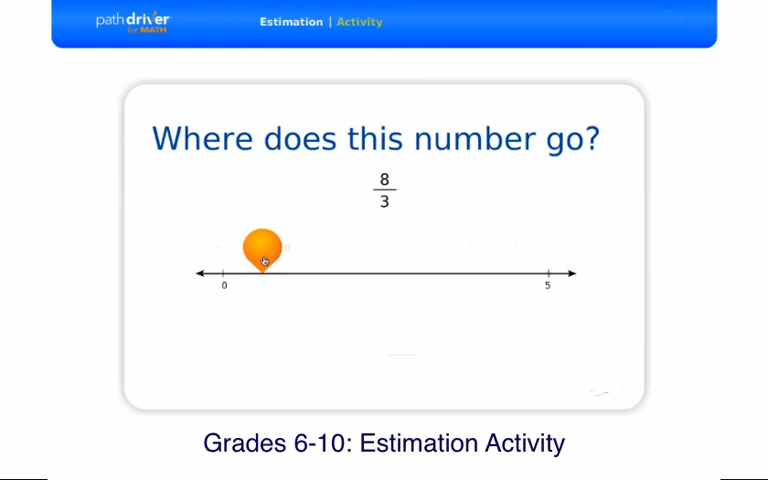 pathdriver
for MATH
Estimation | Activity
Where does this number go?
8
3
0 5
Grades 6-10: Estimation Activity